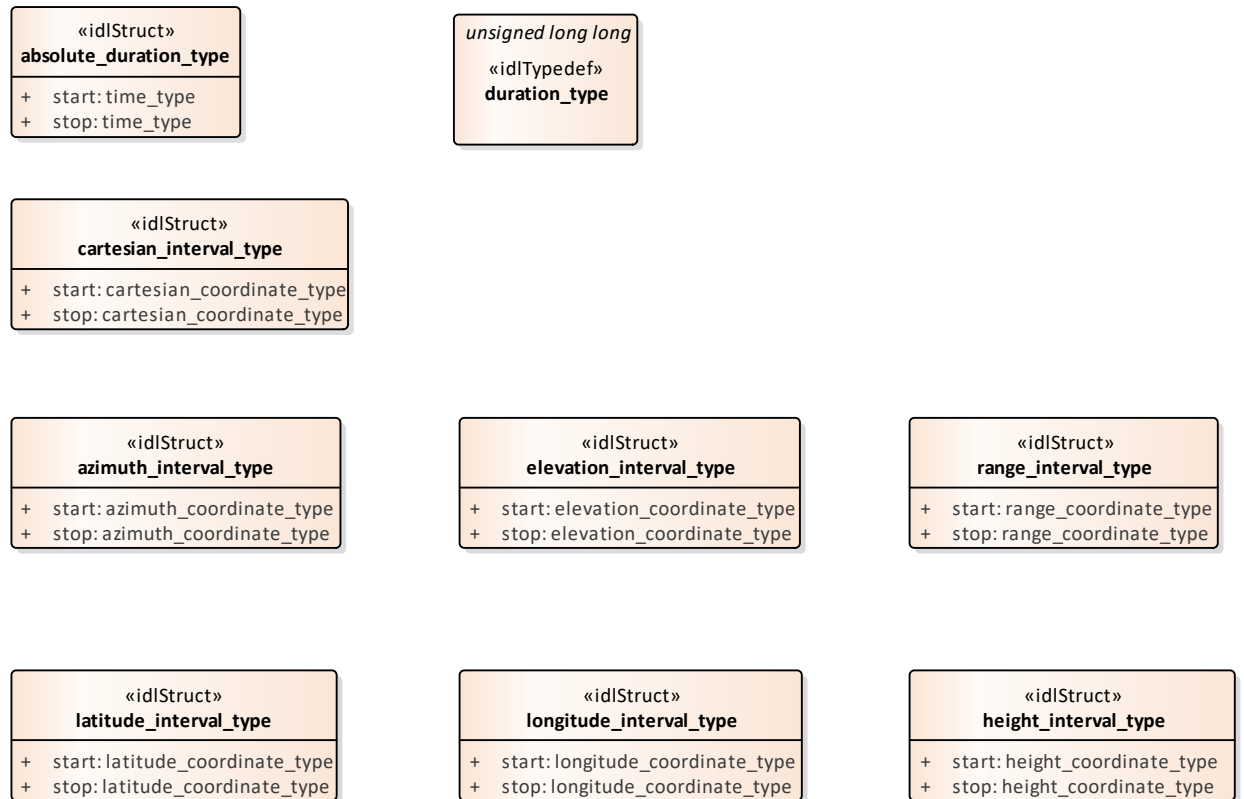 «idlStruct»
absolute_duration_type
+ start: time_type
+ stop: time_type
unsigned long long
«idlTypedef»
duration_type
«idlStruct»
cartesian_interval_type
+ start: cartesian_coordinate_type
+ stop: cartesian_coordinate_type
«idlStruct»
azimuth_interval_type
+ start: azimuth_coordinate_type
+ stop: azimuth_coordinate_type
«idlStruct»
elevation_interval_type
+ start: elevation_coordinate_type
+ stop: elevation_coordinate_type
«idlStruct»
range_interval_type
+ start: range_coordinate_type
+ stop: range_coordinate_type
«idlStruct»
latitude_interval_type
+ start: latitude_coordinate_type
+ stop: latitude_coordinate_type
«idlStruct»
longitude_interval_type
+ start: longitude_coordinate_type
+ stop: longitude_coordinate_type
«idlStruct»
height_interval_type
+ start: height_coordinate_type
+ stop: height_coordinate_type